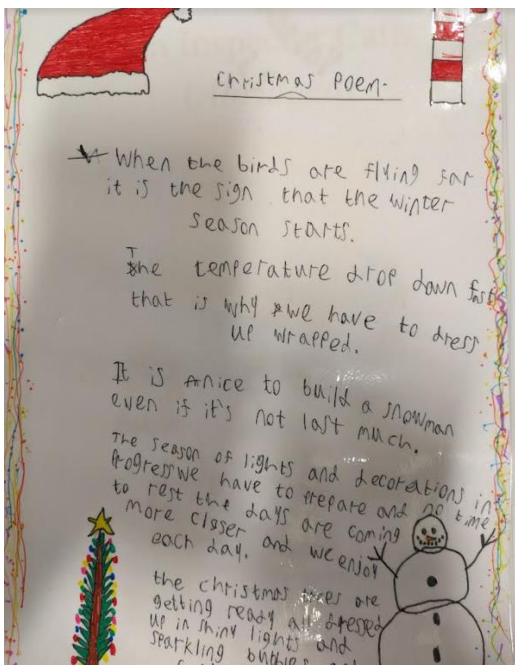 Christmas Poem.
When the birds are flying far
it is the sign that the winter
season starts.
The temperature drop down fast
that is why we have to dress
up wrapped.
It is a nice to build a snowman
even if it's not last much.
The season of lights and decorations in
Progress we have to prepare and no time
to rest the days are coming
more closer and we enjoy
each day.
the christmas trees are
getting ready all dressed
up in shiny lights and
sparkling